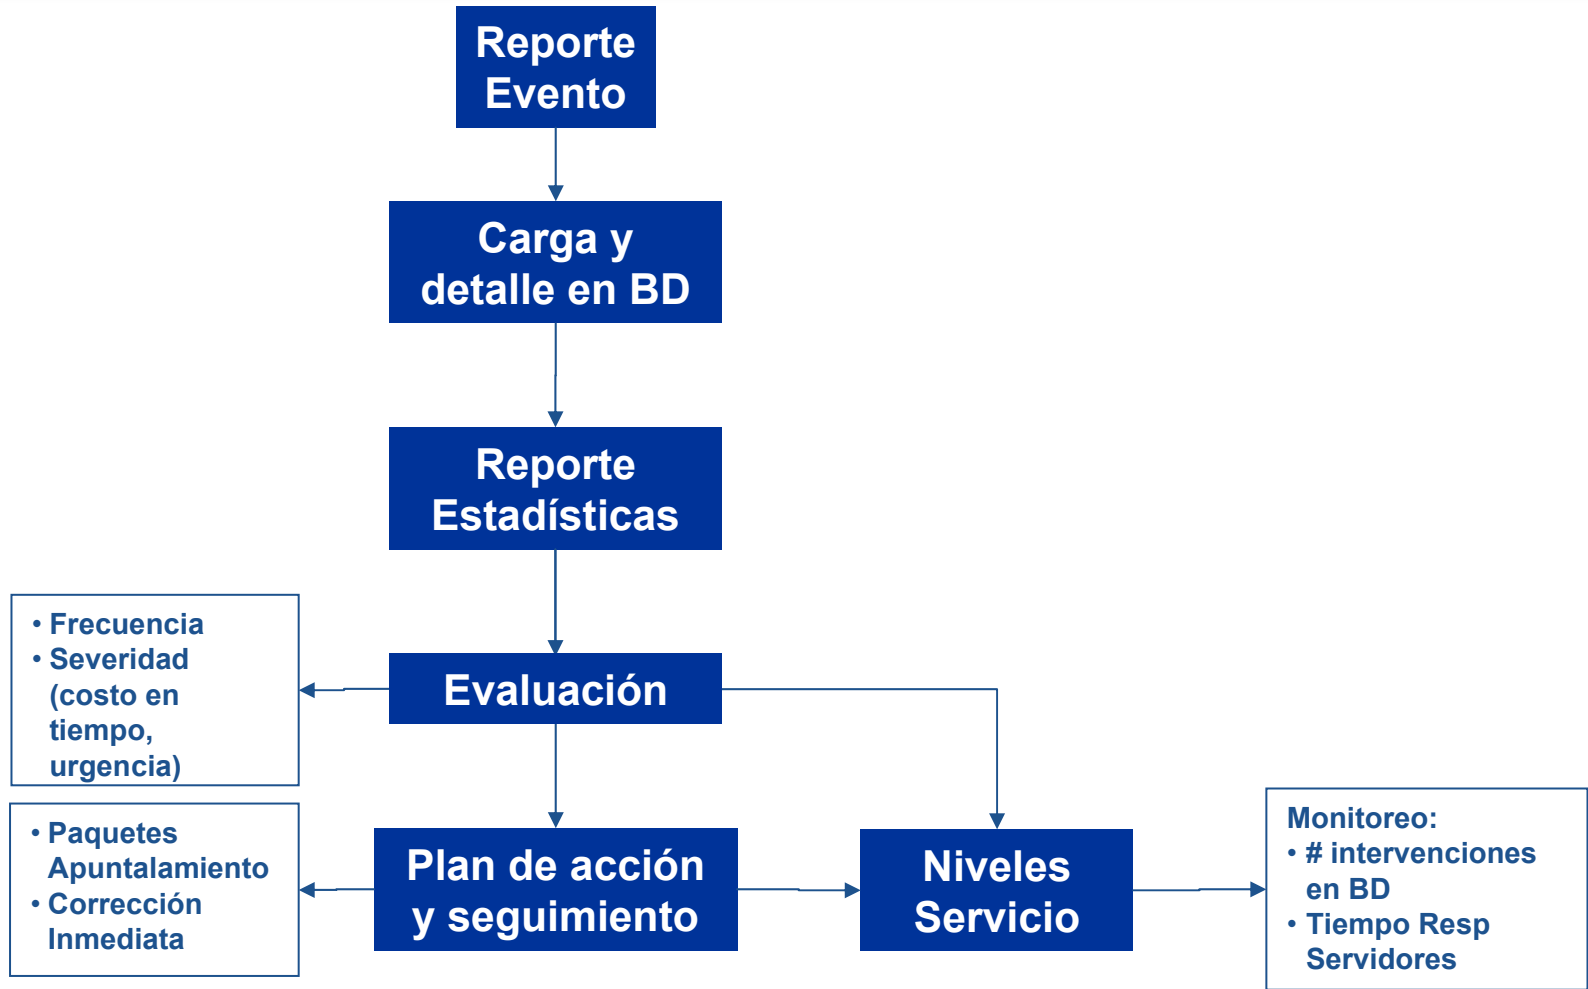 Reporte
Evento
Carga y
detalle en BD
Reporte
Estadísticas
• Frecuencia
• Severidad
(costo en
tiempo,
urgencia)
Evaluación
• Paquetes
Apuntalamiento
• Corrección
Inmediata
Plan de acción
y seguimiento
Niveles
Servicio
Monitoreo:
• # intervenciones
en BD
• Tiempo Resp
Servidores